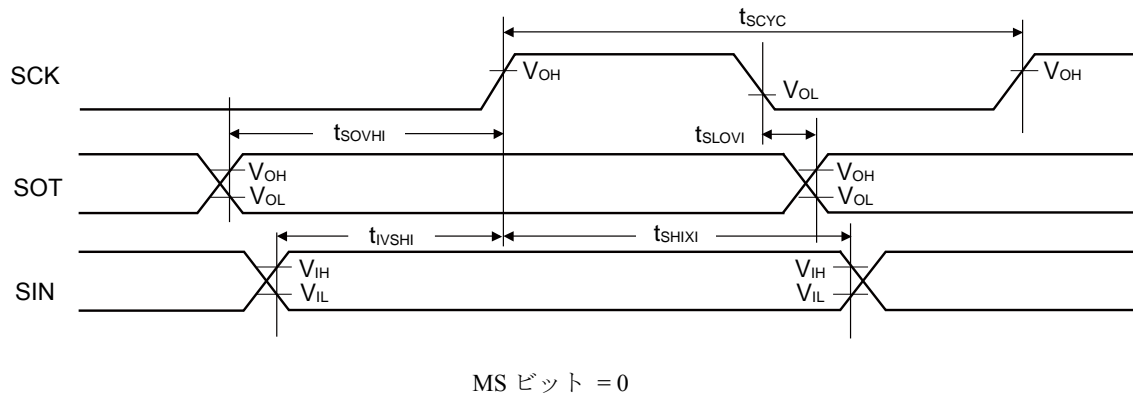 tSCYC
SCK
VOH
VOH
VOL
tSOVHI
tSLOVI
SOT
VOH
VOL
VOH
VOL
tIVSHI
tSHIXI
SIN
VIH
VIL
VIH
VIL
MS ビット = 0